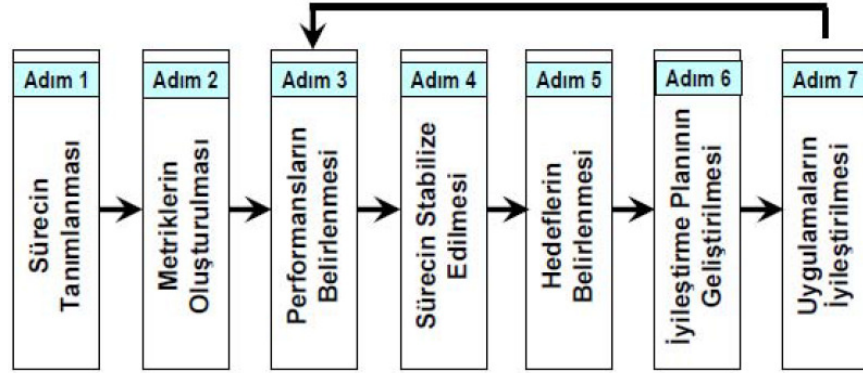 Adım 1
Sürecin
Tanımlanması
Adım 2
Metriklerin
Oluşturulması
Adım 3
Performansların
Belirlenmesi
Adım 4
Sürecin Stabilize
Edilmesi
Adım 5
Hedeflerin
Belirlenmesi
Adım 6
İyileştirme Planının
Geliştirilmesi
Adım 7
Uygulamaların
İyileştirilmesi